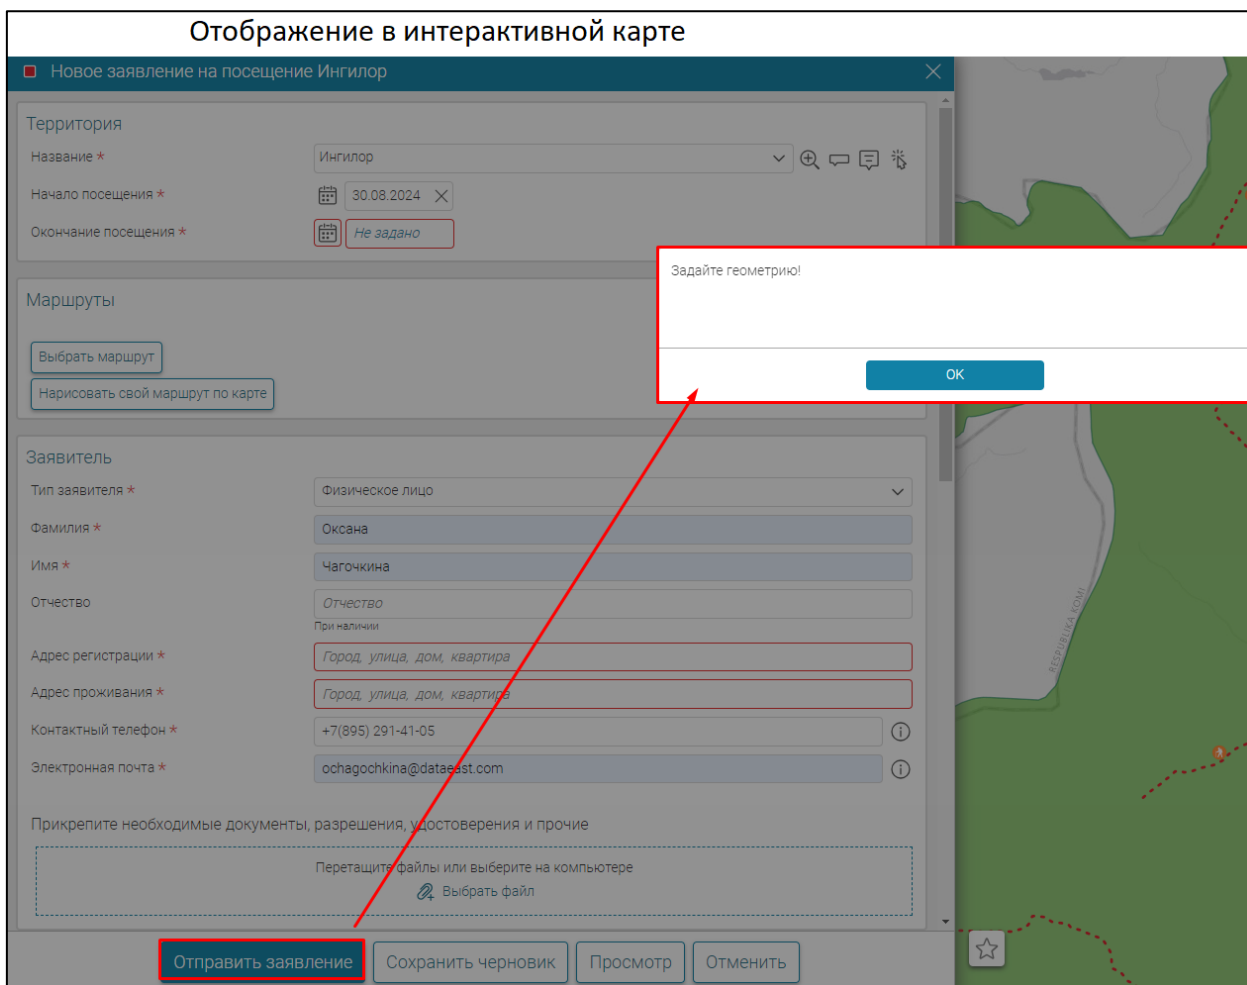 Отображение в интерактивной карте
Новое заявление на посещение Ингилор
Территория
Название *
Ингилор
Начало посещения *
30.08.2024
Окончание посещения *
Не задано
Задайте геометрию!
OK
Маршруты
Выбрать маршрут
Нарисовать свой маршрут по карте
Заявитель
Тип заявителя *
Физическое лицо
Фамилия *
Оксана
Имя *
Чагочкина
Отчество
Отчество
При наличии
Адрес регистрации *
Город, улица, дом, квартира
Адрес проживания *
Город, улица, дом, квартира
Контактный телефон *
+7(895) 291-41-05
Электронная почта *
ochagochkina@dataeast.com
Прикрепите необходимые документы, разрешения, удостоверения и прочие
Перетащите файлы или выберите на компьютере
Выбрать файл
Отправить заявление
Сохранить черновик
Просмотр
Отменить
RESPUBLIKA KOMI